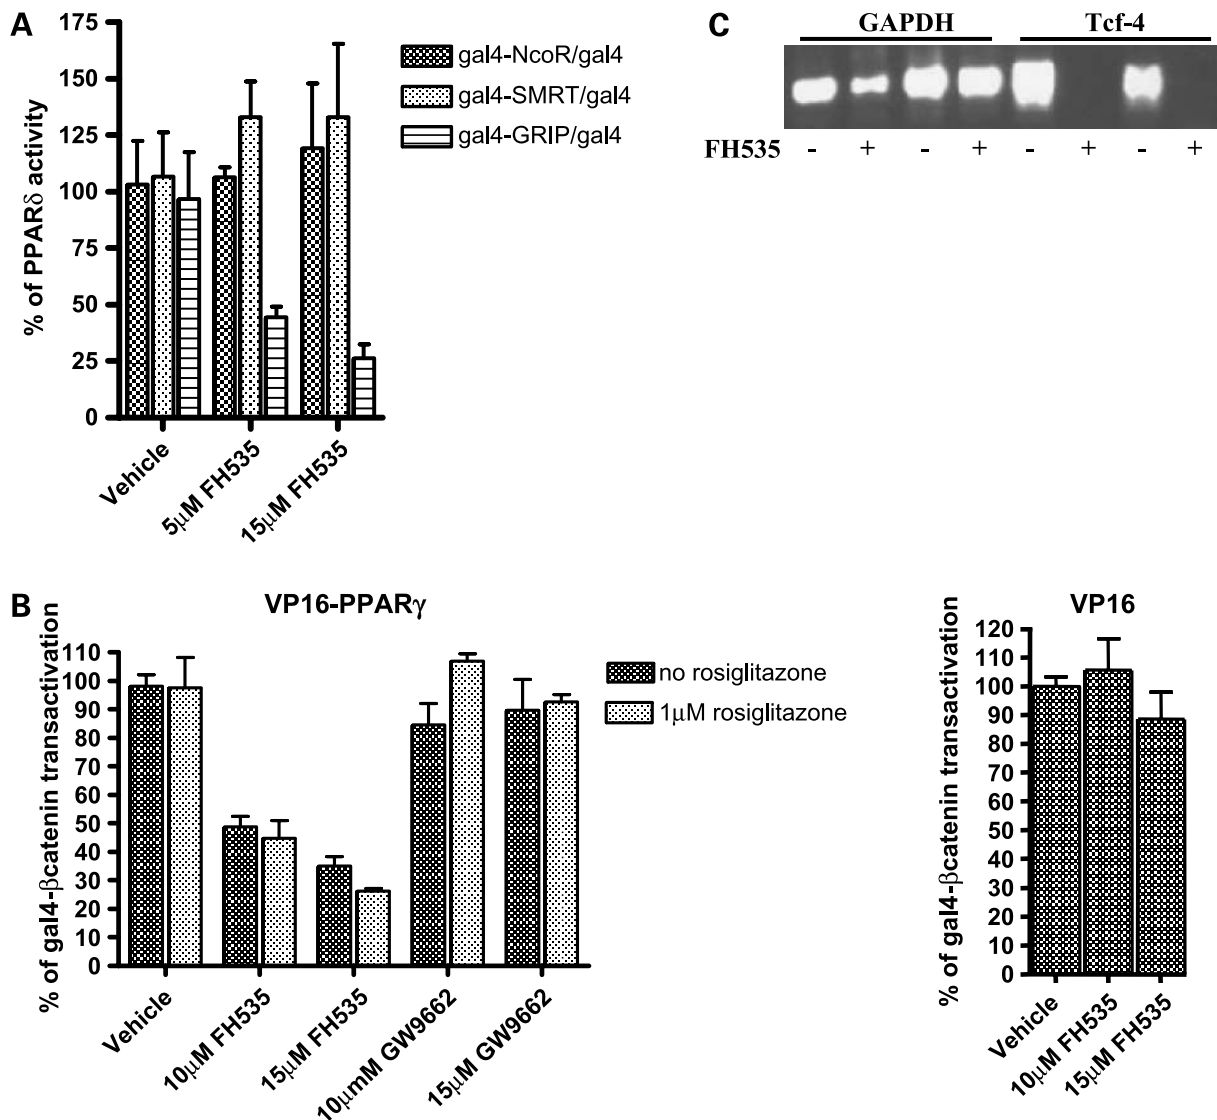 A
% of PPARδ activity
175
150
125
100
75
50
25
0
Vehicle
5μM FH535
15μM FH535
gal4-NcoR/gal4
gal4-SMRT/gal4
gal4-GRIP/gal4
C
GAPDH Tcf-4
FH535 - + - + - + - +
B
VP16-PPARγ
% of gal4-βcatenin transactivation
110
100
90
80
70
60
50
40
30
20
10
0
Vehicle
10μM FH535
15μM FH535
10μmM GW9662
15μM GW9662
no rosiglitazone
1μM rosiglitazone
VP16
% of gal4-βcatenin transactivation
120
110
100
90
80
70
60
50
40
30
20
10
0
Vehicle
10μM FH535
15μM FH535